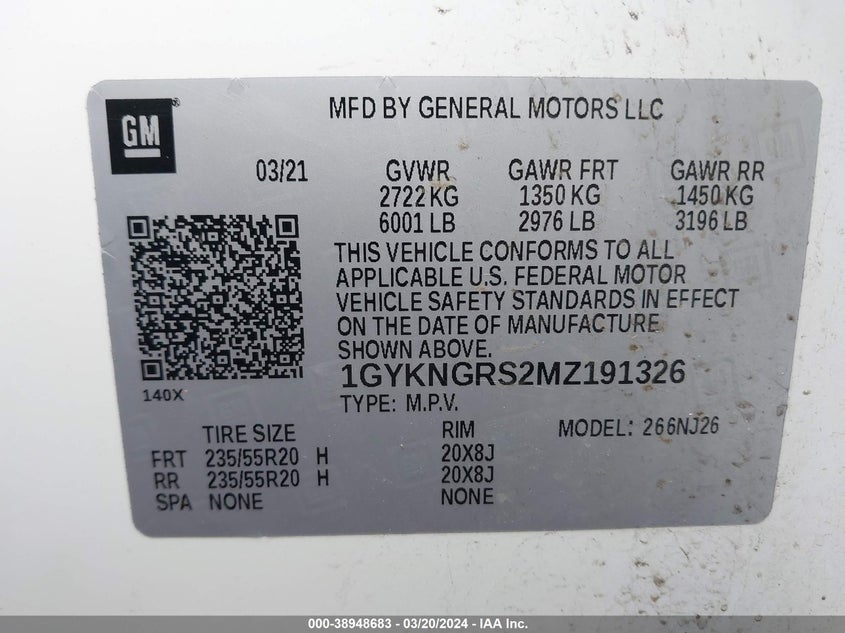 GM®
MFD BY GENERAL MOTORS LLC
03/21 GVWR GAWR FRT GAWR RR
2722 KG 1350 KG 1450 KG
6001 LB 2976 LB 3196 LB
THIS VEHICLE CONFORMS TO ALL
APPLICABLE U.S. FEDERAL MOTOR
VEHICLE SAFETY STANDARDS IN EFFECT
ON THE DATE OF MANUFACTURE
SHOWN ABOVE.
1GYKNGRS2MZ191326
140X
TYPE: M.P.V.
TIRE SIZE RIM MODEL: 266NJ26
FRT 235/55R20 H 20X8J
RR 235/55R20 H 20X8J
SPA NONE NONE
000-38948683 - 03/20/2024 - IAA Inc.